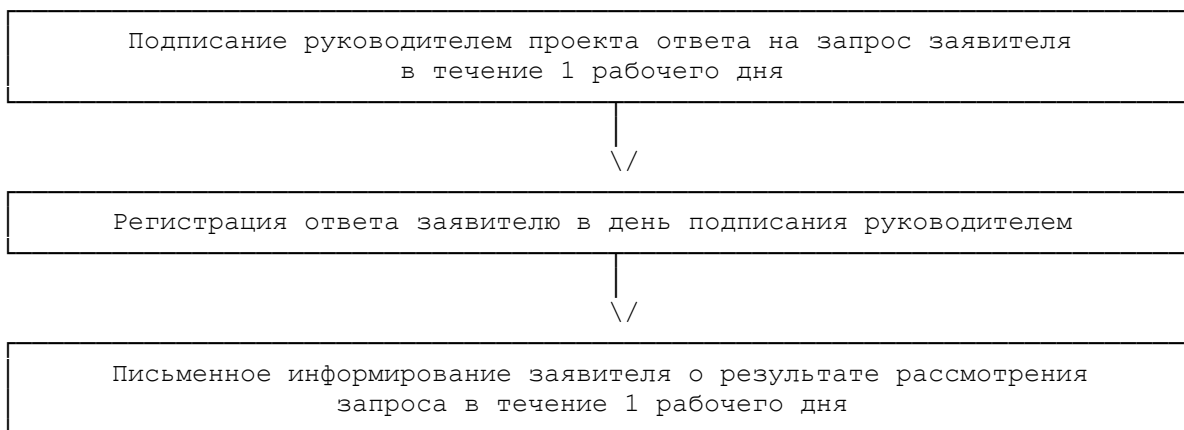 Подписание руководителем проекта ответа на запрос заявителя
в течение 1 рабочего дня
Регистрация ответа заявителю в день подписания руководителем
Письменное информирование заявителя о результате рассмотрения
запроса в течение 1 рабочего дня